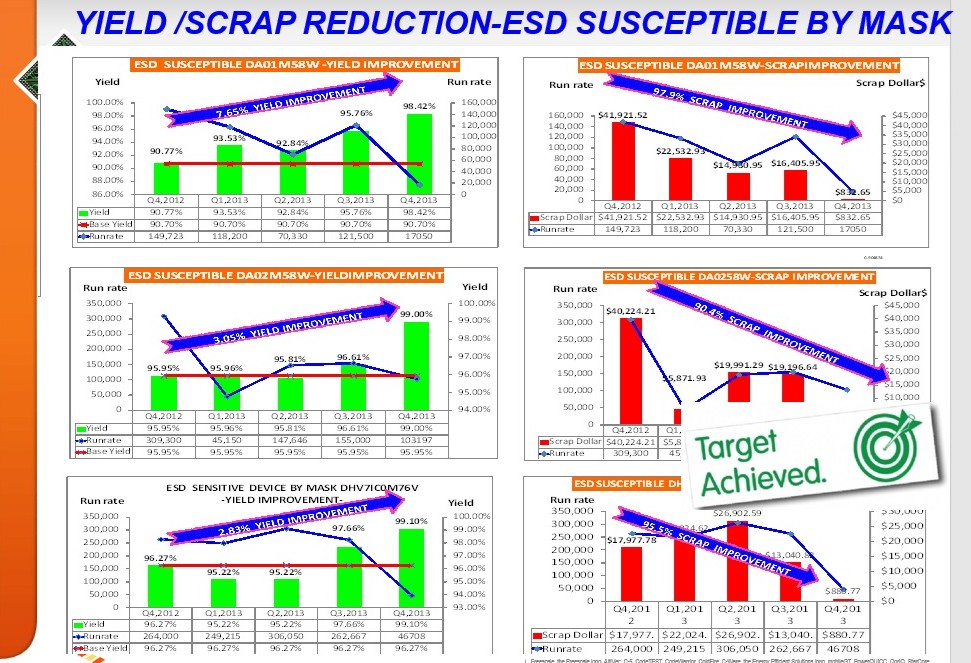 YIELD /SCRAP REDUCTION-ESD SUSCEPTIBLE BY MASK
ESD SUSCEPTIBLE DA01M58W -YIELD IMPROVEMENT
Yield
Run rate
7.65% YIELD IMPROVEMENT
100.00%
98.00%
96.00%
94.00%
92.00%
90.00%
88.00%
86.00%
160,000
140,000
120,000
100,000
80,000
60,000
40,000
20,000
0
90.77%
93.53%
92.84%
95.76%
98.42%
Q4,2012 Q1,2013 Q2,2013 Q3,2013 Q4,2013
Yield 90.77% 93.53% 92.84% 95.76% 98.42%
Base Yield 90.70% 90.70% 90.70% 90.70% 90.70%
Runrate 149,723 118,200 70,330 121,500 17050
ESD SUSCEPTIBLE DA01M58W-SCRAPIMPROVEMENT
Run rate
Scrap Dollar$
97.9% SCRAP IMPROVEMENT
160,000
140,000
120,000
100,000
80,000
60,000
40,000
20,000
$45,000
$40,000
$35,000
$30,000
$25,000
$20,000
$15,000
$10,000
$5,000
$0
$41,921.52
$22,532.93
$14,930.95
$16,405.95
$832.65
Q4,2012 Q1,2013 Q2,2013 Q3,2013 Q4,2013
Scrap Dollar $41,921.52 $22,532.93 $14,930.95 $16,405.95 $832.65
Runrate 149,723 118,200 70,330 121,500 17050
ESD SUSCEPTIBLE DA02M58W-YIELDIMPROVEMENT
Run rate
Yield
3.05% YIELD IMPROVEMENT
350,000
300,000
250,000
200,000
150,000
100,000
50,000
0
100.00%
99.00%
98.00%
97.00%
96.00%
95.00%
94.00%
95.95%
95.96%
95.81%
96.61%
99.00%
Q4,2012 Q1,2013 Q2,2013 Q3,2013 Q4,2013
Yield 95.95% 95.96% 95.81% 96.61% 99.00%
Runrate 309,300 45,150 147,646 155,000 103197
Base Yield 95.95% 95.95% 95.95% 95.95% 95.95%
ESD SUSCEPTIBLE DA0258W-SCRAP IMPROVEMENT
Run rate
Scrap Dollar$
90.4% SCRAP IMPROVEMENT
350,000
300,000
250,000
200,000
150,000
100,000
50,000
0
$45,000
$40,000
$35,000
$30,000
$25,000
$20,000
$15,000
$10,000
$40,224.21
$5,871.93
$19,991.29
$19,196.64
Q4,2012 Q1,
Scrap Dollar $40,224.21 $5,8
Runrate 309,300 45
Target
Achieved.
ESD SENSITIVE DEVICE BY MASK DHV7IC0M76V
-YIELD IMPROVEMENT-
Run rate
Yield
2.83% YIELD IMPROVEMENT
350,000
300,000
250,000
200,000
150,000
100,000
50,000
0
100.00%
99.00%
98.00%
97.00%
96.00%
95.00%
94.00%
93.00%
96.27%
95.22%
95.22%
97.66%
99.10%
Q4,2012 Q1,2013 Q2,2013 Q3,2013 Q4,2013
Yield 96.27% 95.22% 95.22% 97.66% 99.10%
Runrate 264,000 249,215 306,050 262,667 46708
Base Yield 96.27% 96.27% 96.27% 96.27% 96.27%
ESD SUSCEPTIBLE DH
Run rate
95.5% SCRAP IMPROVEMENT
350,000
300,000
250,000
200,000
150,000
100,000
50,000
0
$30,000
$25,000
$20,000
$15,000
$10,000
$5,000
$0
$17,977.78
$26,902.59
$13,040.8
$880.77
Q4,201 Q1,201 Q2,201 Q3,201 Q4,201
2 3 3 3 3
Scrap Dollar $17,977. $22,024. $26,902. $13,040. $880.77
Runrate 264,000 249,215 306,050 262,667 46708